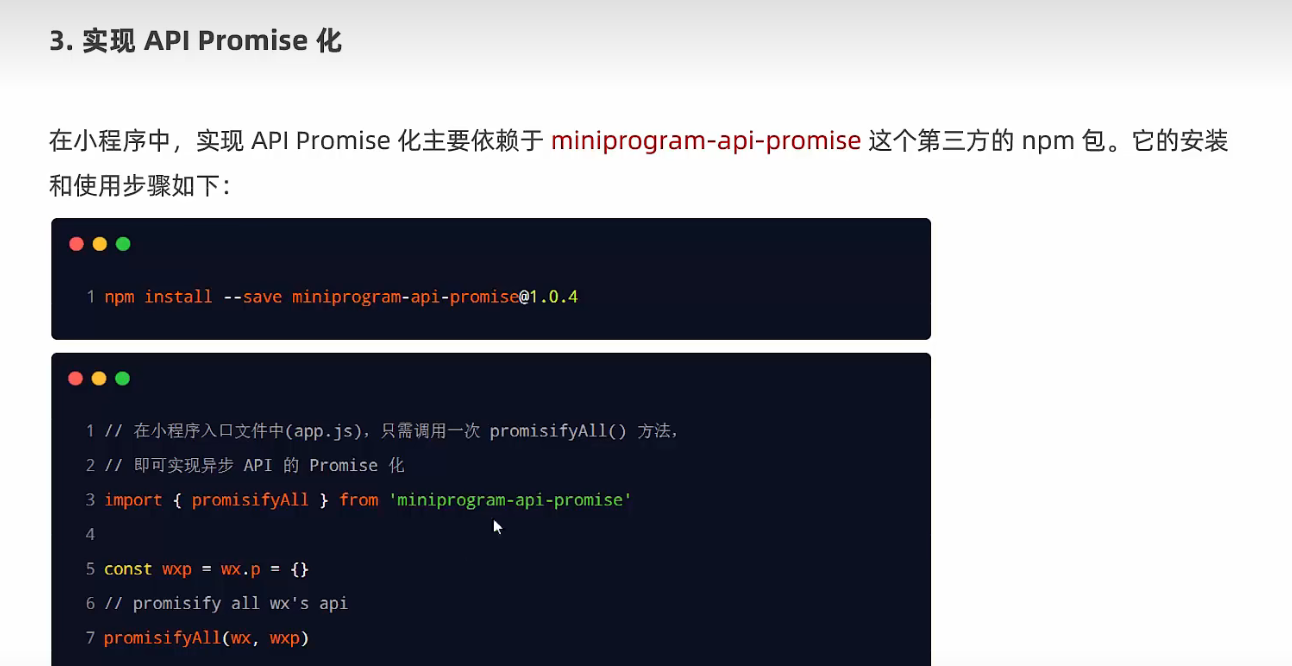 3. 实现 API Promise 化
在小程序中，实现 API Promise 化主要依赖于 miniprogram-api-promise 这个第三方的 npm 包。它的安装
和使用步骤如下：
1 npm install --save miniprogram-api-promise@1.0.4
1 // 在小程序入口文件中(app.js)，只需调用一次 promisifyAll() 方法，
2 // 即可实现异步 API 的 Promise 化
3 import { promisifyAll } from 'miniprogram-api-promise'
4
5 const wxp = wx.p = {}
6 // promisify all wx's api
7 promisifyAll(wx, wxp)